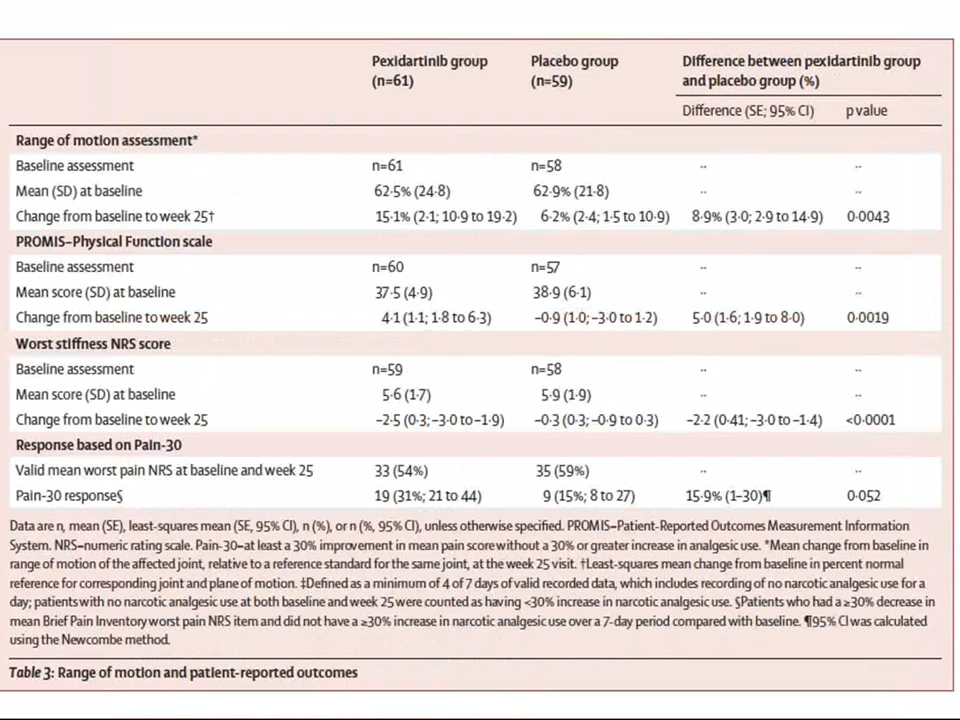 Pexidartinib group Placebo group Difference between pexidartinib group
(n=61) (n=59) and placebo group (%)
Difference (SE; 95% CI) p value
Range of motion assessment*
Baseline assessment n=61 n=58 ·· ··
Mean (SD) at baseline 62·5% (24·8) 62·9% (21·8) ·· ··
Change from baseline to week 25† 15·1% (2·1; 10·9 to 19·2) 6·2% (2·4; 1·5 to 10·9) 8·9% (3·0; 2·9 to 14·9) 0·0043
PROMIS–Physical Function scale
Baseline assessment n=60 n=57 ·· ··
Mean score (SD) at baseline 37·5 (4·9) 38·9 (6·1) ·· ··
Change from baseline to week 25 4·1 (1·1; 1·8 to 6·3) –0·9 (1·0; –3·0 to 1·2) 5·0 (1·6; 1·9 to 8·0) 0·0019
Worst stiffness NRS score
Baseline assessment n=59 n=58 ·· ··
Mean score (SD) at baseline 5·6 (1·7) 5·9 (1·9) ·· ··
Change from baseline to week 25 –2·5 (0·3; –3·0 to –1·9) –0·3 (0·3; –0·9 to 0·3) –2·2 (0·41; –3·0 to –1·4) <0·0001
Response based on Pain-30
Valid mean worst pain NRS at baseline and week 25 33 (54%) 35 (59%) ·· ··
Pain-30 response§ 19 (31%; 21 to 44) 9 (15%; 8 to 27) 15·9% (1–30)¶ 0·052
Data are n, mean (SE), least-squares mean (SE, 95% CI), n (%), or n (%, 95% CI), unless otherwise specified. PROMIS–Patient-Reported Outcomes Measurement Information
System. NRS–numeric rating scale. Pain-30–at least a 30% improvement in mean pain score without a 30% or greater increase in analgesic use. *Mean change from baseline in
range of motion of the affected joint, relative to a reference standard for the same joint, at the week 25 visit. †Least-squares mean change from baseline in percent normal
reference for corresponding joint and plane of motion. ‡Defined as a minimum of 4 of 7 days of valid recorded data, which includes recording of no narcotic analgesic use for a
day; patients with no narcotic analgesic use at both baseline and week 25 were counted as having <30% increase in narcotic analgesic use. §Patients who had a ≥30% decrease in
mean Brief Pain Inventory worst pain NRS item and did not have a ≥30% increase in narcotic analgesic use over a 7-day period compared with baseline. ¶95% CI was calculated
using the Newcombe method.
Table 3: Range of motion and patient-reported outcomes